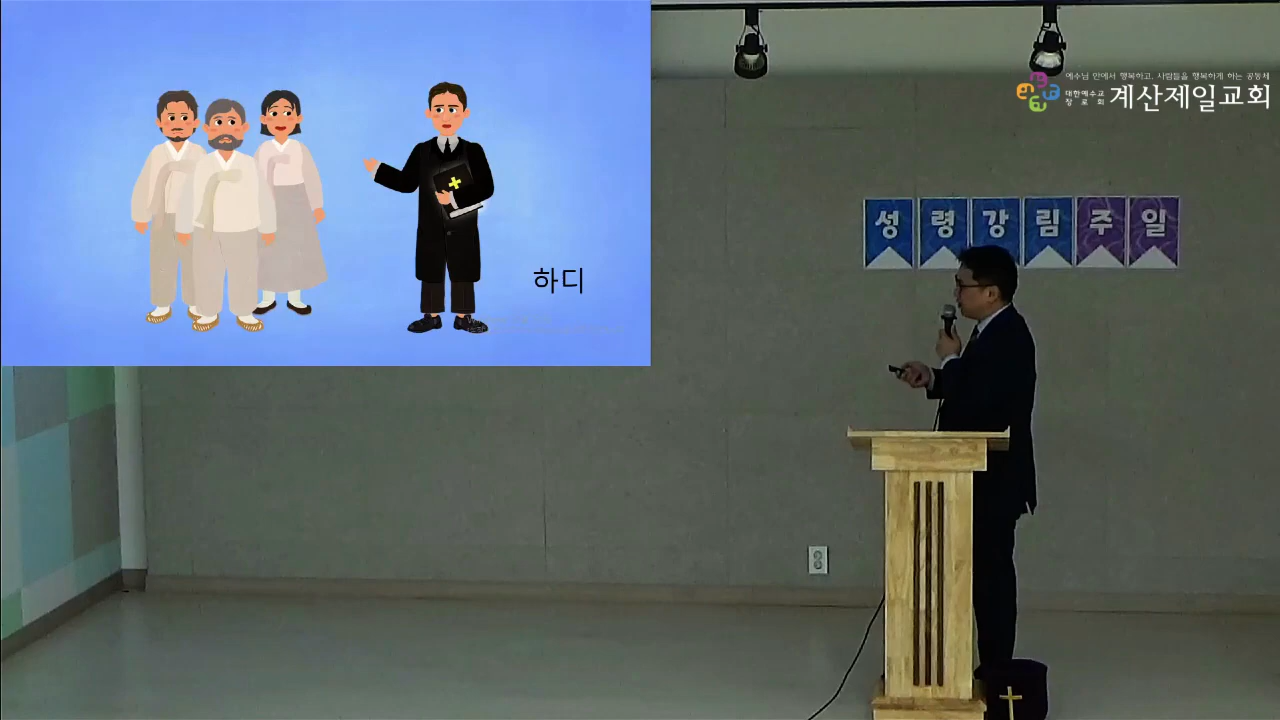 하디
예수님 안에서 행복하고, 사람들을 행복하게 하는 공동체
대한예수교
장로회
계산제일교회
성령강림주일